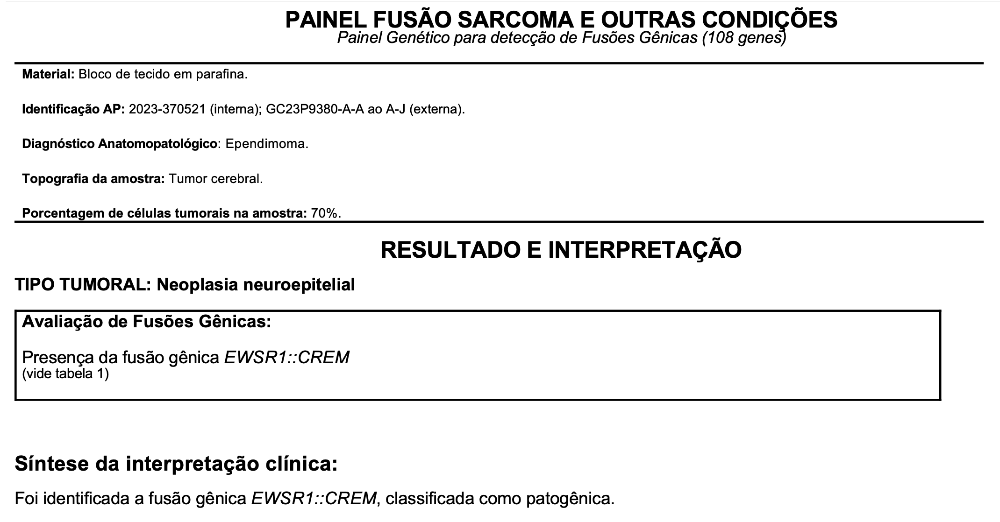 PAINEL FUSÃO SARCOMA E OUTRAS CONDIÇÕES
Painel Genético para detecção de Fusões Gênicas (108 genes)
Material: Bloco de tecido em parafina.
Identificação AP: 2023-370521 (interna); GC23P9380-A-A ao A-J (externa).
Diagnóstico Anatomopatológico: Ependimoma.
Topografia da amostra: Tumor cerebral.
Porcentagem de células tumorais na amostra: 70%.
RESULTADO E INTERPRETAÇÃO
TIPO TUMORAL: Neoplasia neuroepitelial
Avaliação de Fusões Gênicas:
Presença da fusão gênica EWSR1::CREM
(vide tabela 1)
Síntese da interpretação clínica:
Foi identificada a fusão gênica EWSR1::CREM, classificada como patogênica.